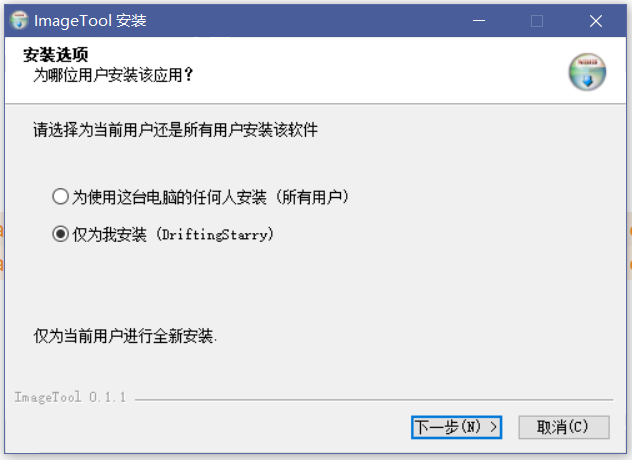 ImageTool 安装
安装选项
为哪位用户安装该应用？
请选择为当前用户还是所有用户安装该软件
为使用这台电脑的任何人安装 (所有用户)
仅为我安装 (DriftingStarry)
仅为当前用户进行全新安装.
ImageTool 0.1.1
下一步(N) >
取消(C)